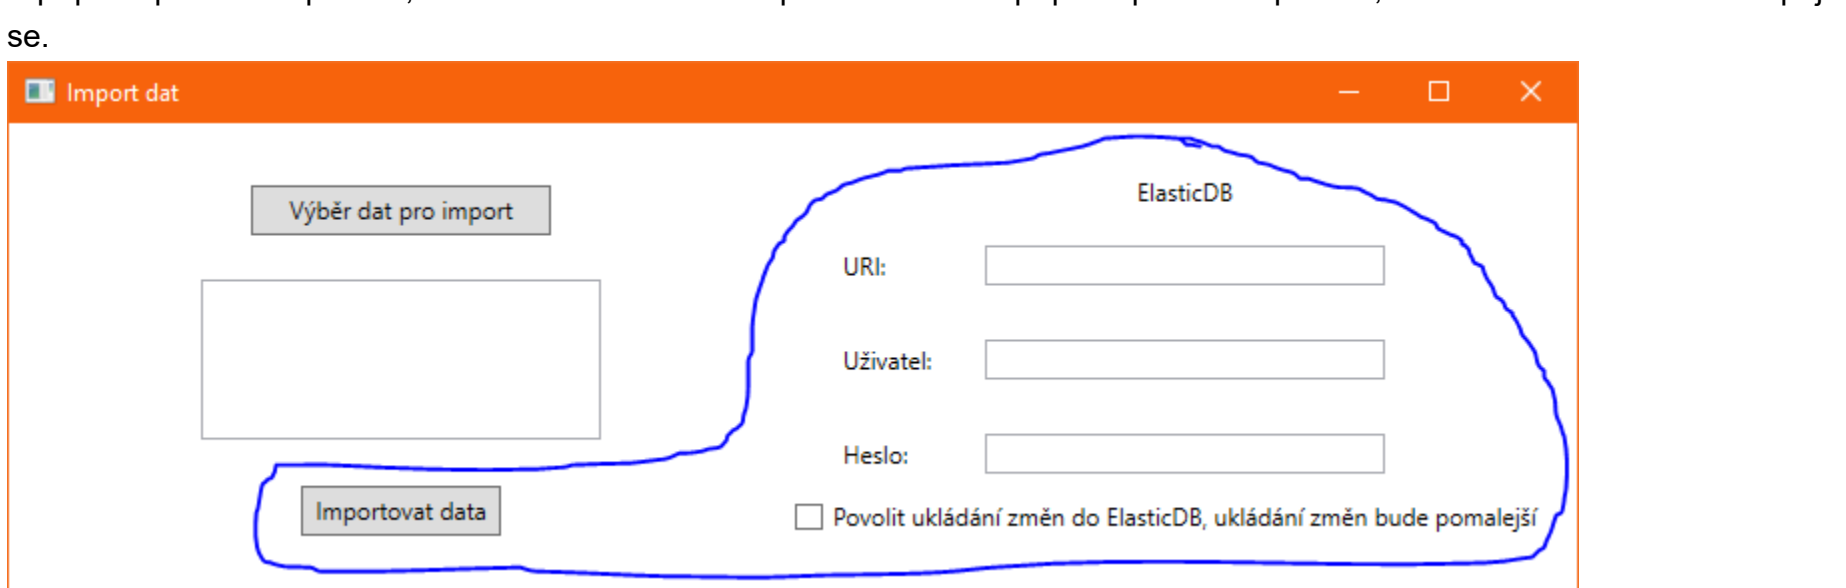 se.
Import dat
Výběr dat pro import
ElasticDB
URI:
Uživatel:
Heslo:
Importovat data
Povolit ukládání změn do ElasticDB, ukládání změn bude pomalejší